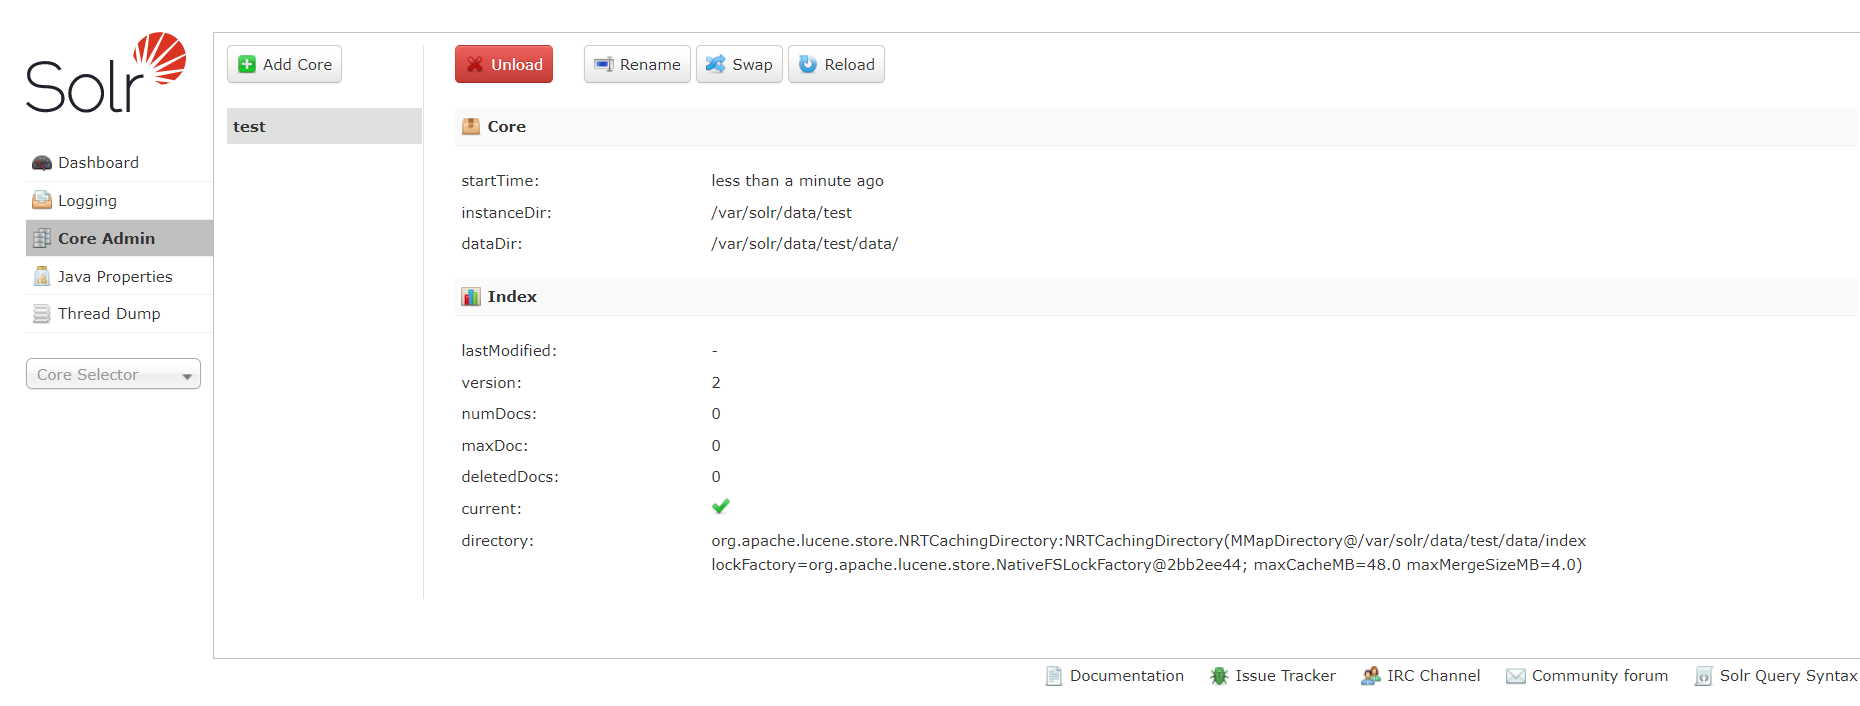 Solr
Dashboard
Logging
Core Admin
Java Properties
Thread Dump
Core Selector
Add Core
test
Unload
Rename
Swap
Reload
Core
startTime: less than a minute ago
instanceDir: /var/solr/data/test
dataDir: /var/solr/data/test/data/
Index
lastModified: -
version: 2
numDocs: 0
maxDoc: 0
deletedDocs: 0
current:
directory: org.apache.lucene.store.NRTCachingDirectory:NRTCachingDirectory(MMapDirectory@/var/solr/data/test/data/index
lockFactory=org.apache.lucene.store.NativeFSLockFactory@2bb2ee44; maxCacheMB=48.0 maxMergeSizeMB=4.0)
Documentation Issue Tracker IRC Channel Community forum Solr Query Syntax